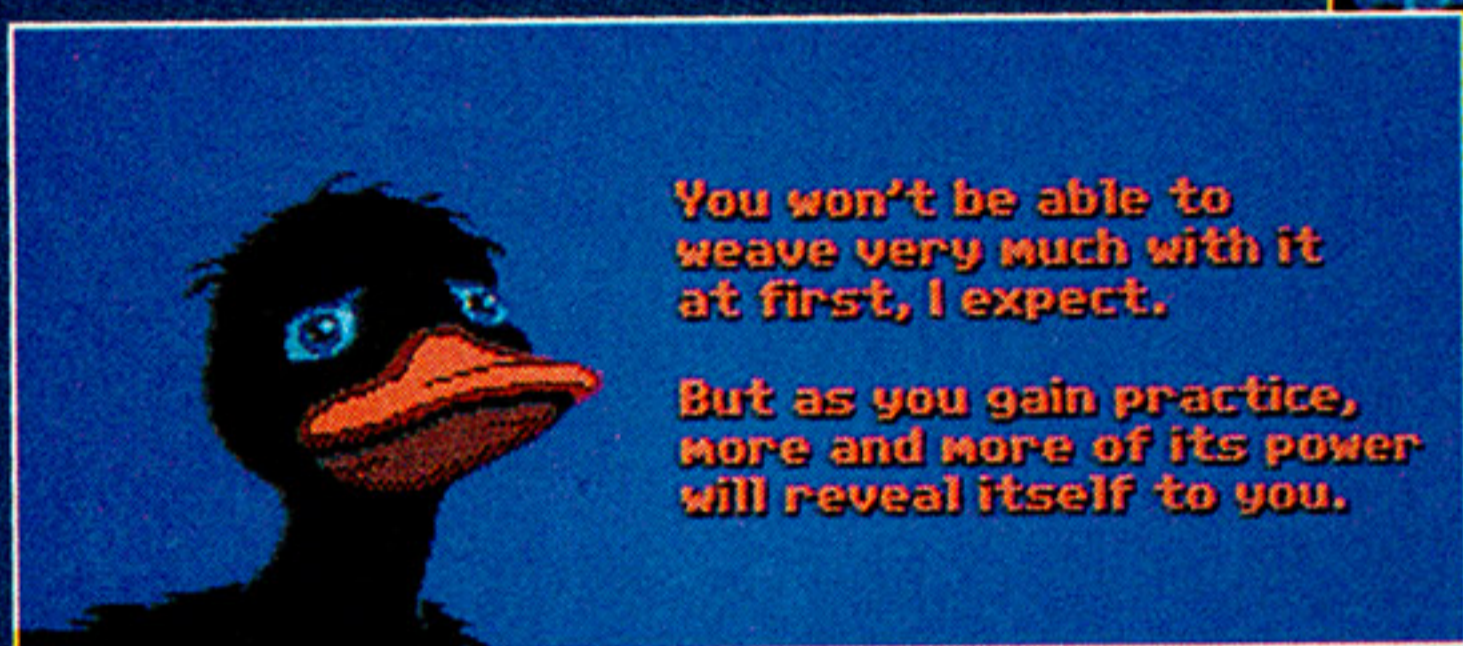 You won't be able to
weave very much with it
at first, I expect.
But as you gain practice,
more and more of its power
will reveal itself to you.